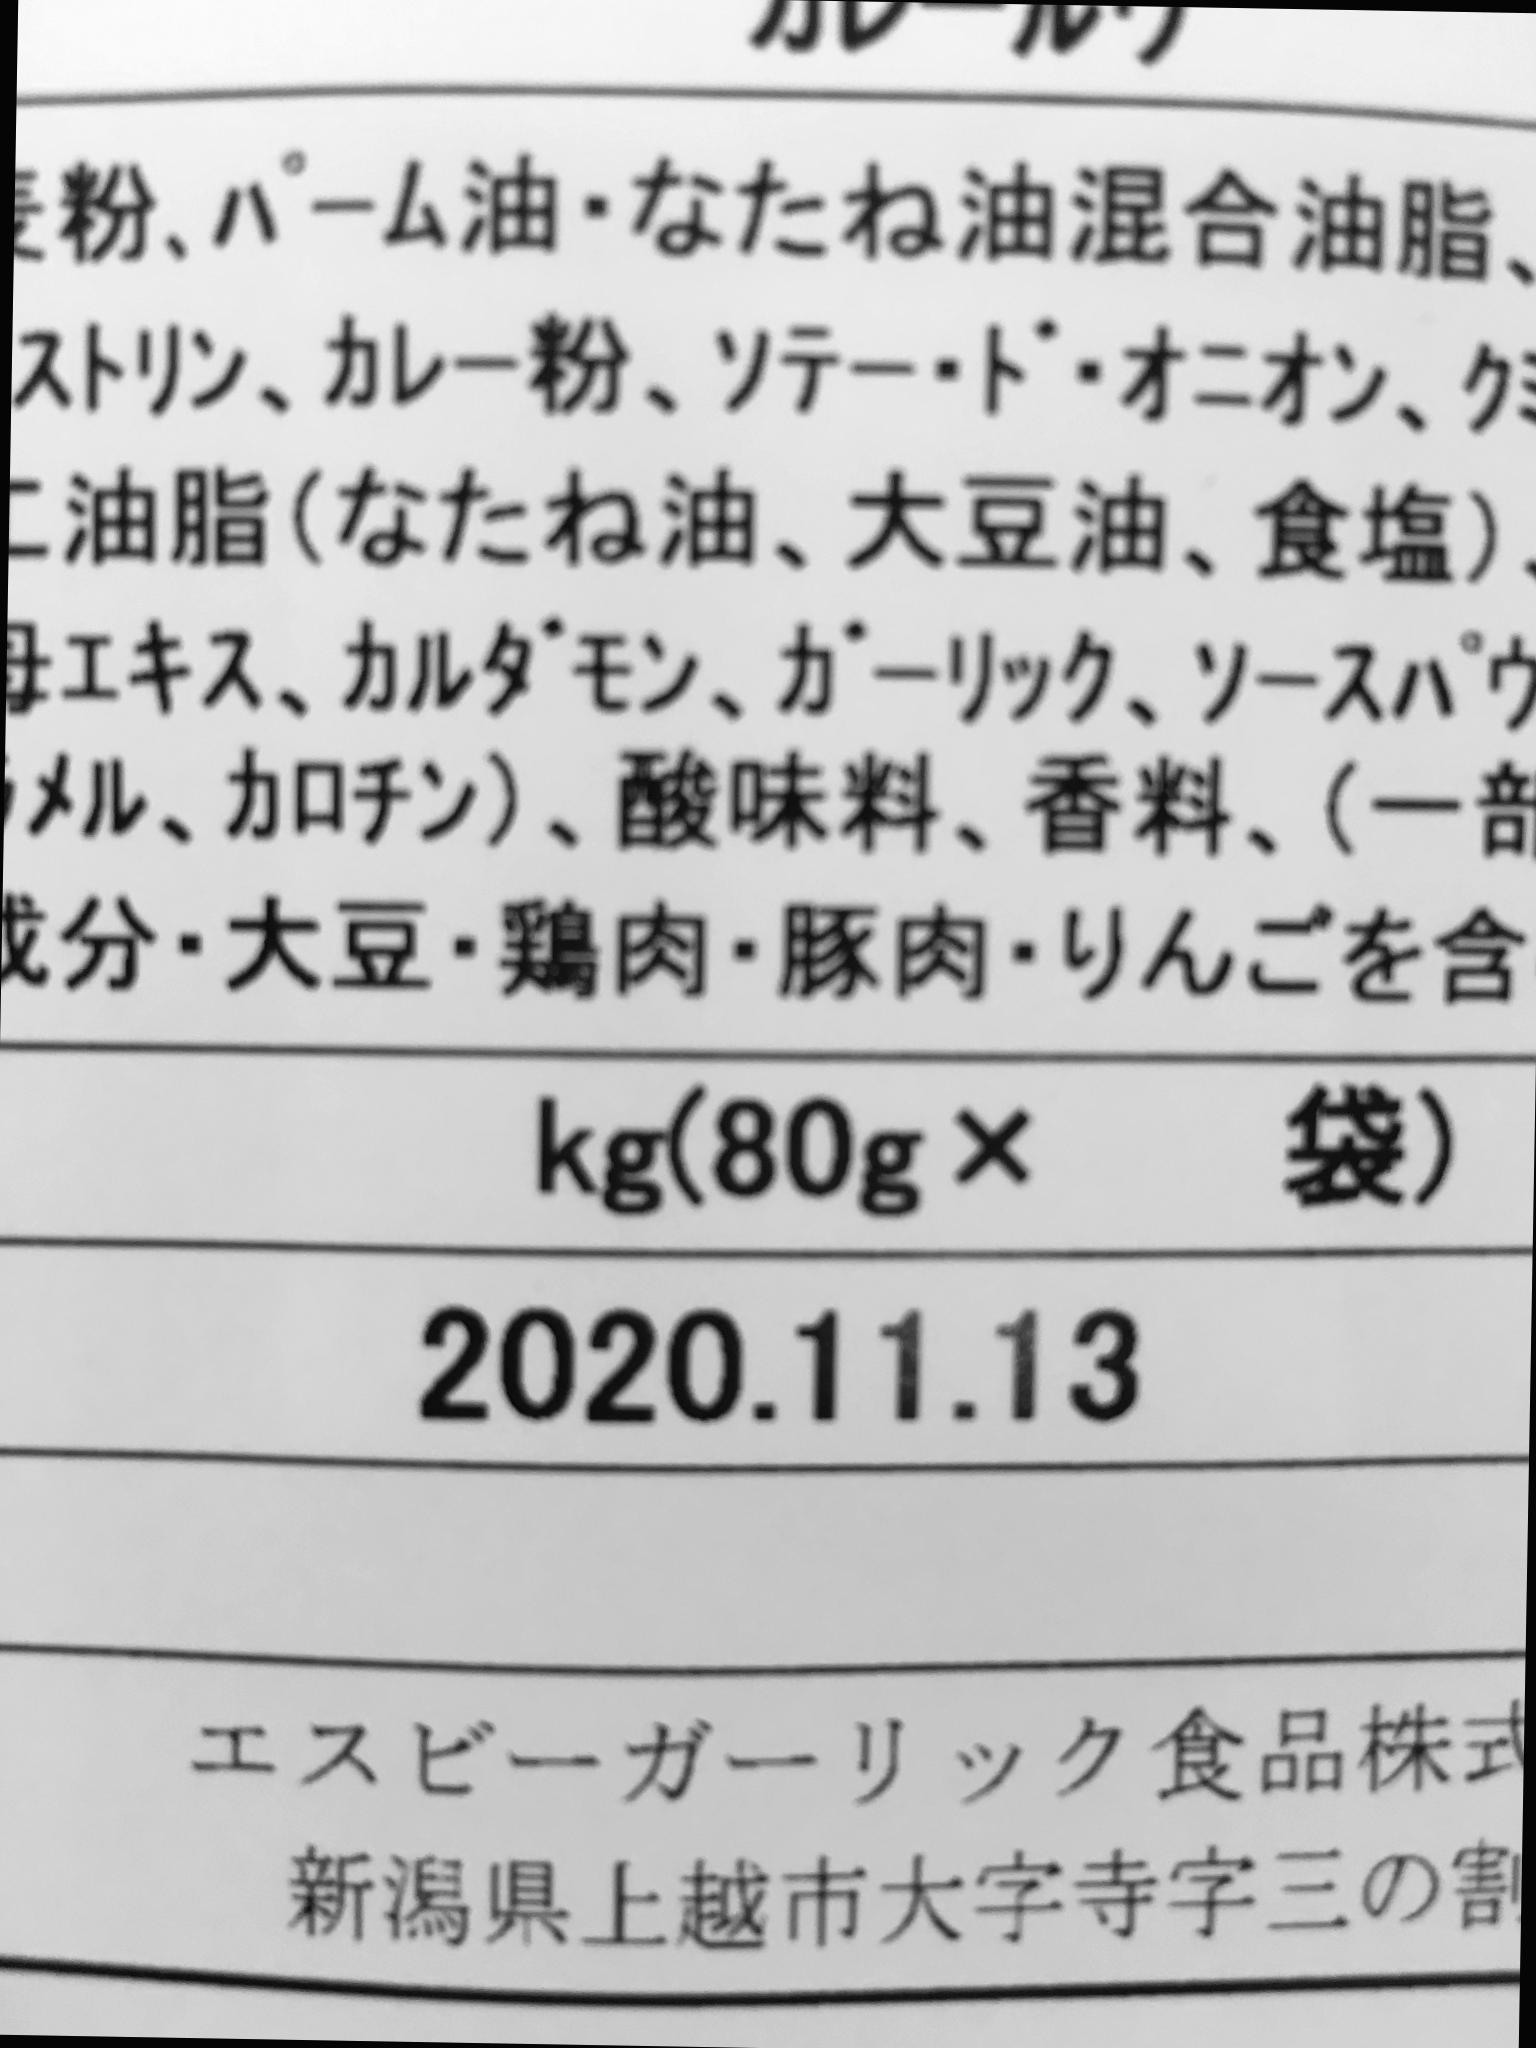 カレールウ
麦粉、パーム油・なたね油混合油脂、
ストリン、カレー粉、ソテー・ド・オニオン、クミ
ニ油脂(なたね油、大豆油、食塩)、
母エキス、カルダモン、ガーリック、ソースパウ
ラメル、カロチン)、酸味料、香料、(一部
成分・大豆・鶏肉・豚肉・りんごを含
kg(80g× 袋)
2020.11.13
エスビーガーリック食品株式
新潟県上越市大字寺字三の割